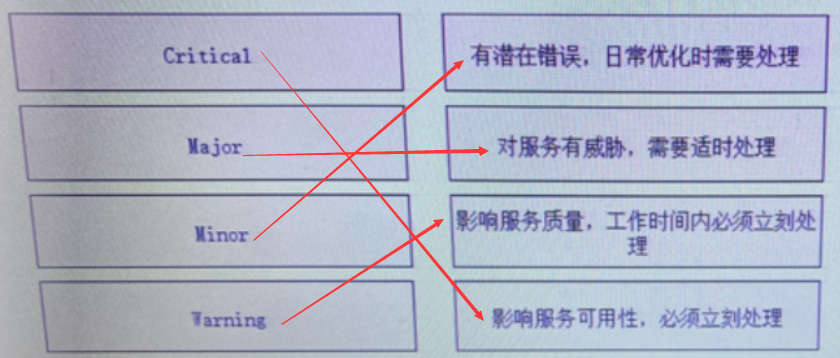 Critical
有潜在错误，日常优化时需要处理
Major
对服务有威胁，需要适时处理
Minor
影响服务质量，工作时间内必须立刻处
理
Warning
影响服务可用性，必须立刻处理